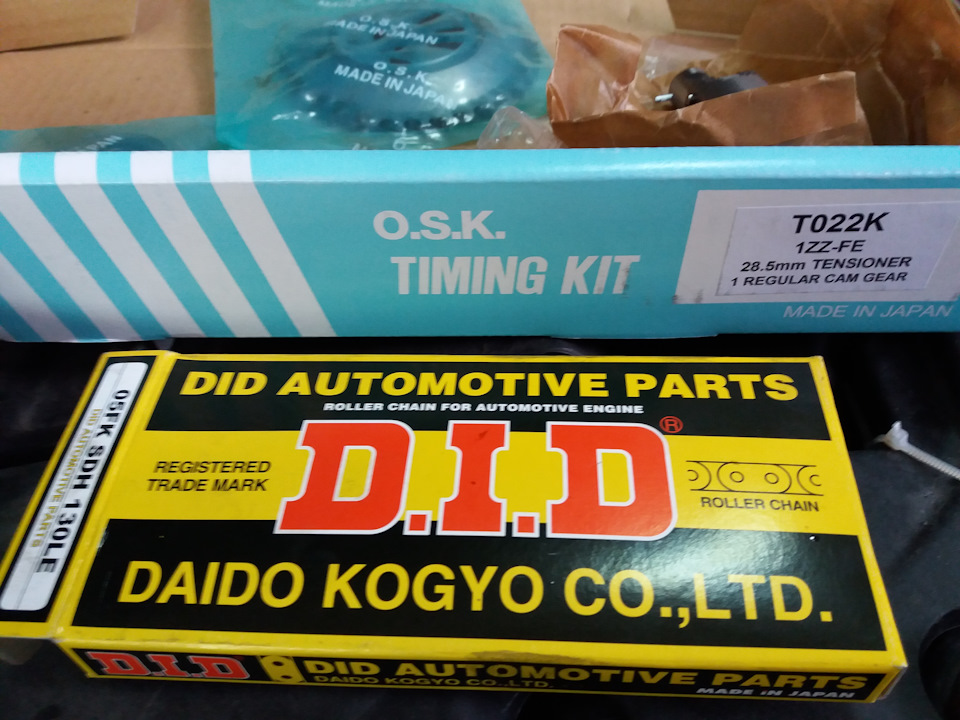 O.S.K.
MADE IN JAPAN
O.S.K.
MADE IN JAPAN
JAPAN
O.S.K.
TIMING KIT
T022K
1ZZ-FE
28.5mm TENSIONER
1 REGULAR CAM GEAR
MADE IN JAPAN
DID AUTOMOTIVE PARTS
ROLLER CHAIN FOR AUTOMOTIVE ENGINE
D.I.D®
REGISTERED
TRADE MARK
ROLLER CHAIN
DAIDO KOGYO CO.,LTD.
05FK SDH 130LE
DID AUTOMOTIVE PARTS
D.I.D
DID AUTOMOTIVE PARTS
DAIDO KOGYO CO.,LTD.
MADE IN JAPAN